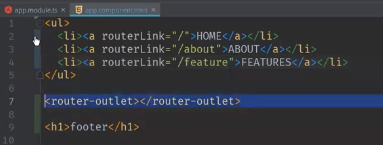 app.module.ts × app.component.html ×
1 <ul>
2 <li><a routerLink="/">HOME</a></li>
3 <li><a routerLink="/about">ABOUT</a></li>
4 <li><a routerLink="/feature">FEATURES</a></li>
5 </ul>
6
7 <router-outlet></router-outlet>
8
9 <h1>footer</h1>
10